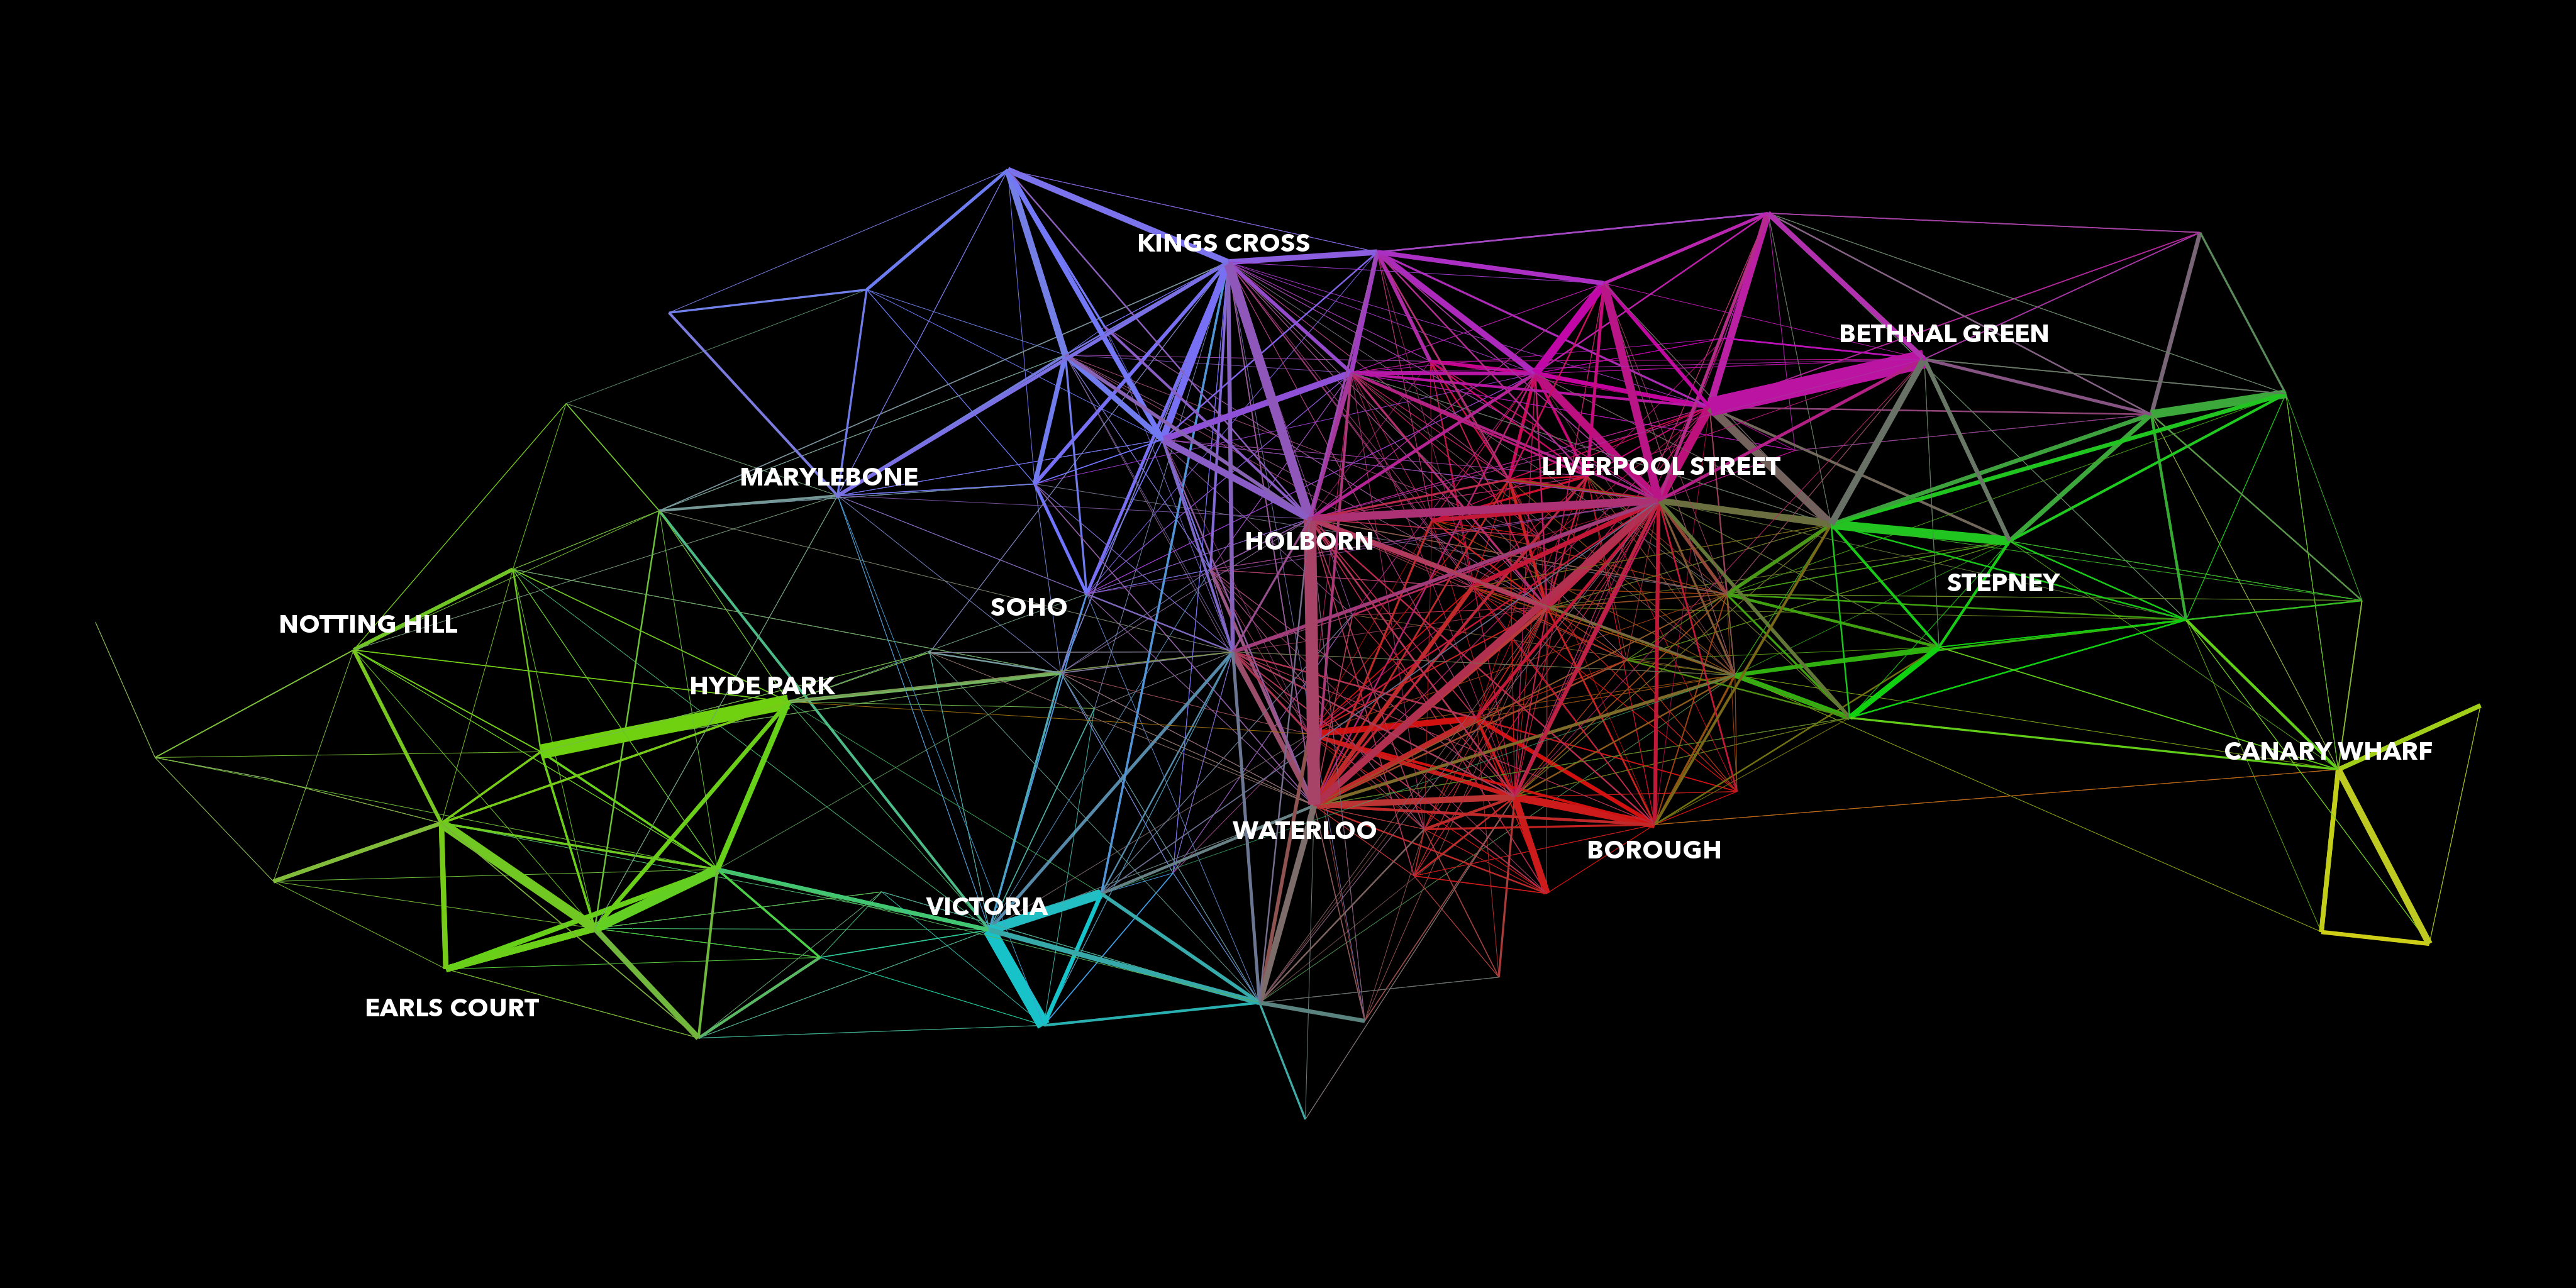 KINGS CROSS
BETHNAL GREEN
LIVERPOOL STREET
MARYLEBONE
HOLBORN
STEPNEY
SOHO
NOTTING HILL
HYDE PARK
CANARY WHARF
WATERLOO
BOROUGH
VICTORIA
EARLS COURT